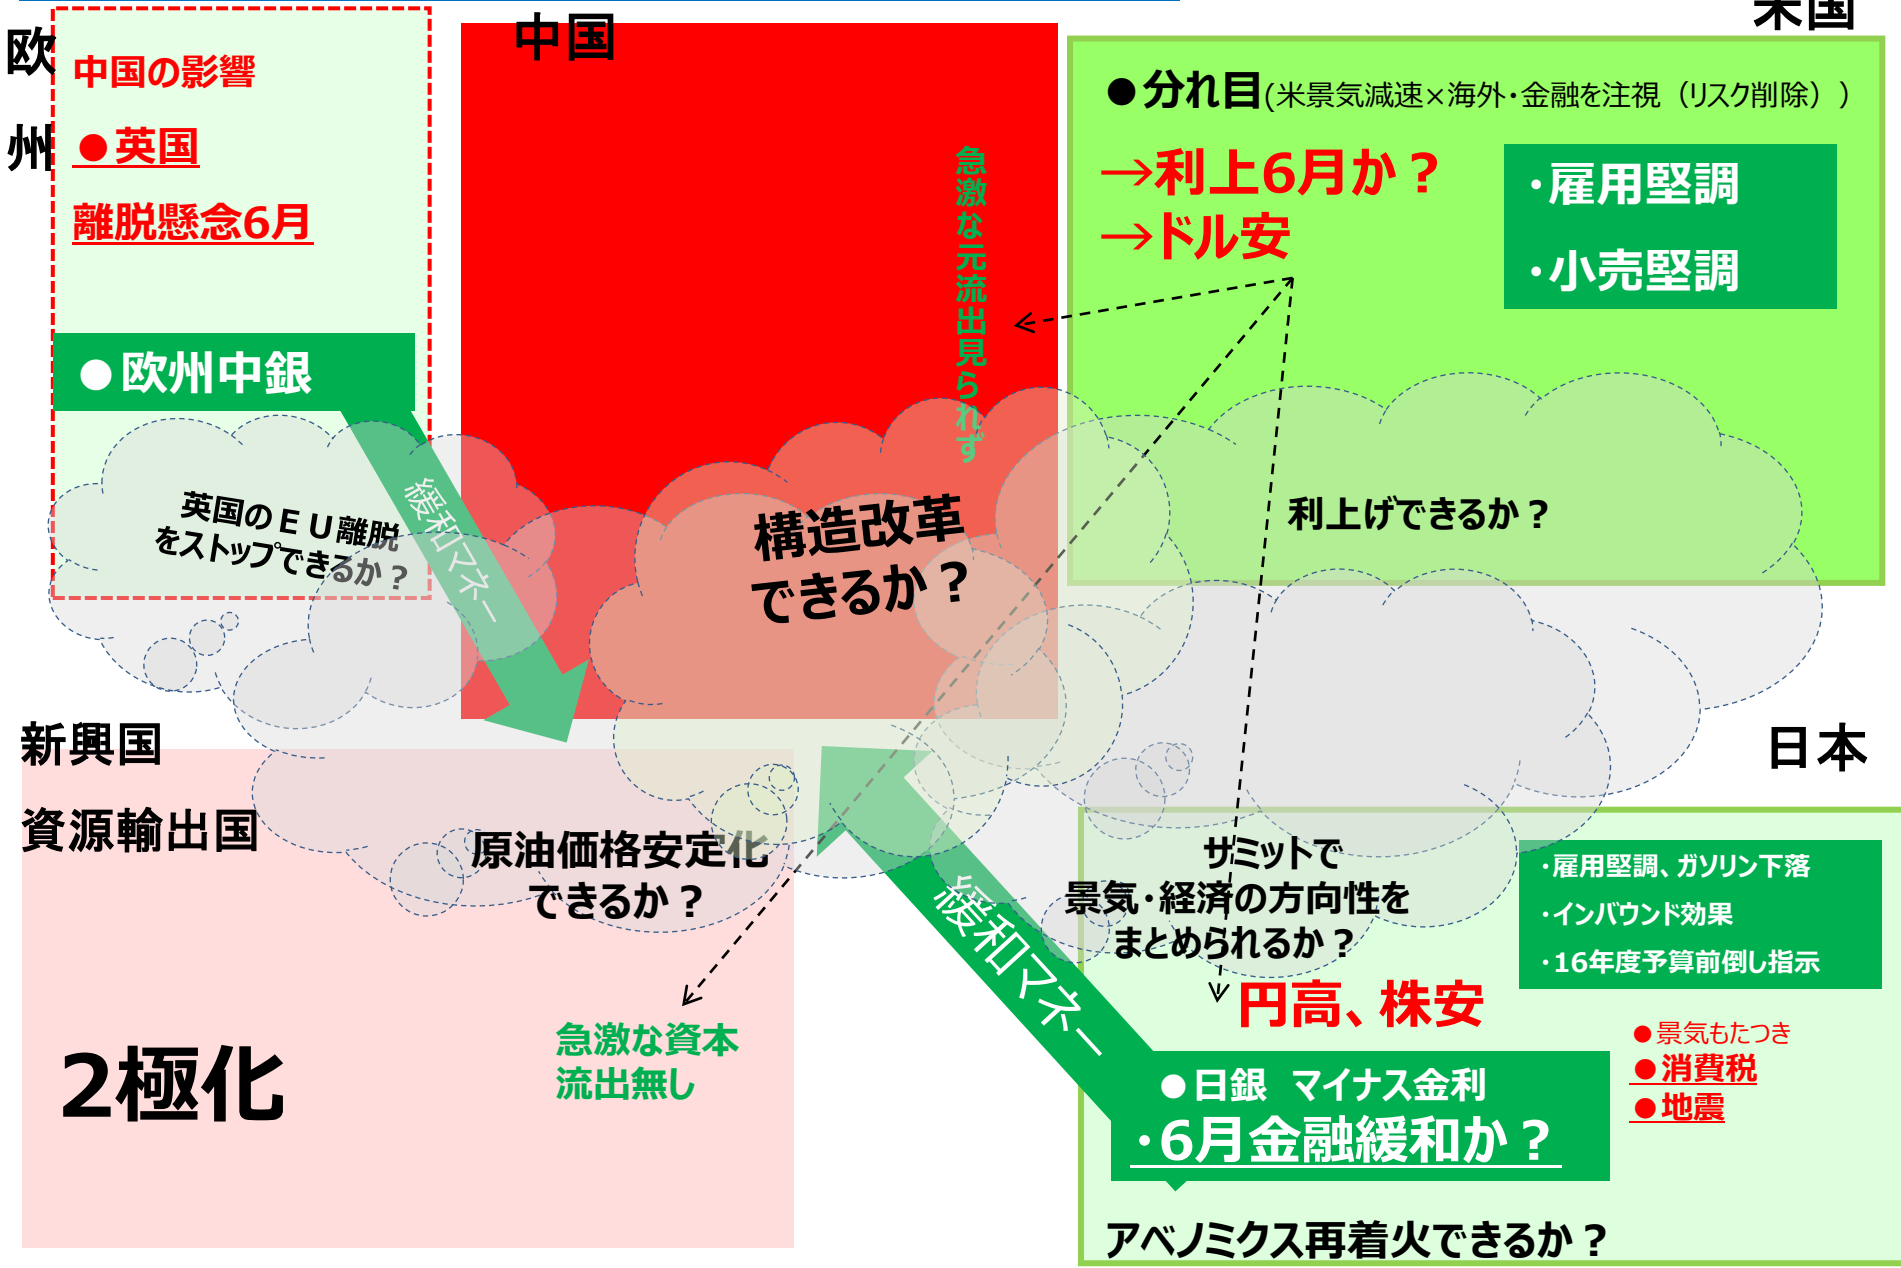 欧
州
中国の影響
●英国
離脱懸念6月
●欧州中銀
英国のＥＵ離脱
をストップできるか？
緩和マネー
中国
急激な元流出見られず
構造改革
できるか？
米国
●分れ目(米景気減速×海外・金融を注視（リスク削除））
→利上6月か？
→ドル安
・雇用堅調
・小売堅調
利上げできるか？
新興国
資源輸出国
原油価格安定化
できるか？
2極化
急激な資本
流出無し
緩和マネー
日本
サミットで
景気・経済の方向性を
まとめられるか？
・雇用堅調、ガソリン下落
・インバウンド効果
・16年度予算前倒し指示
円高、株安
●景気もたつき
●消費税
●地震
●日銀　マイナス金利
・6月金融緩和か？
アベノミクス再着火できるか？